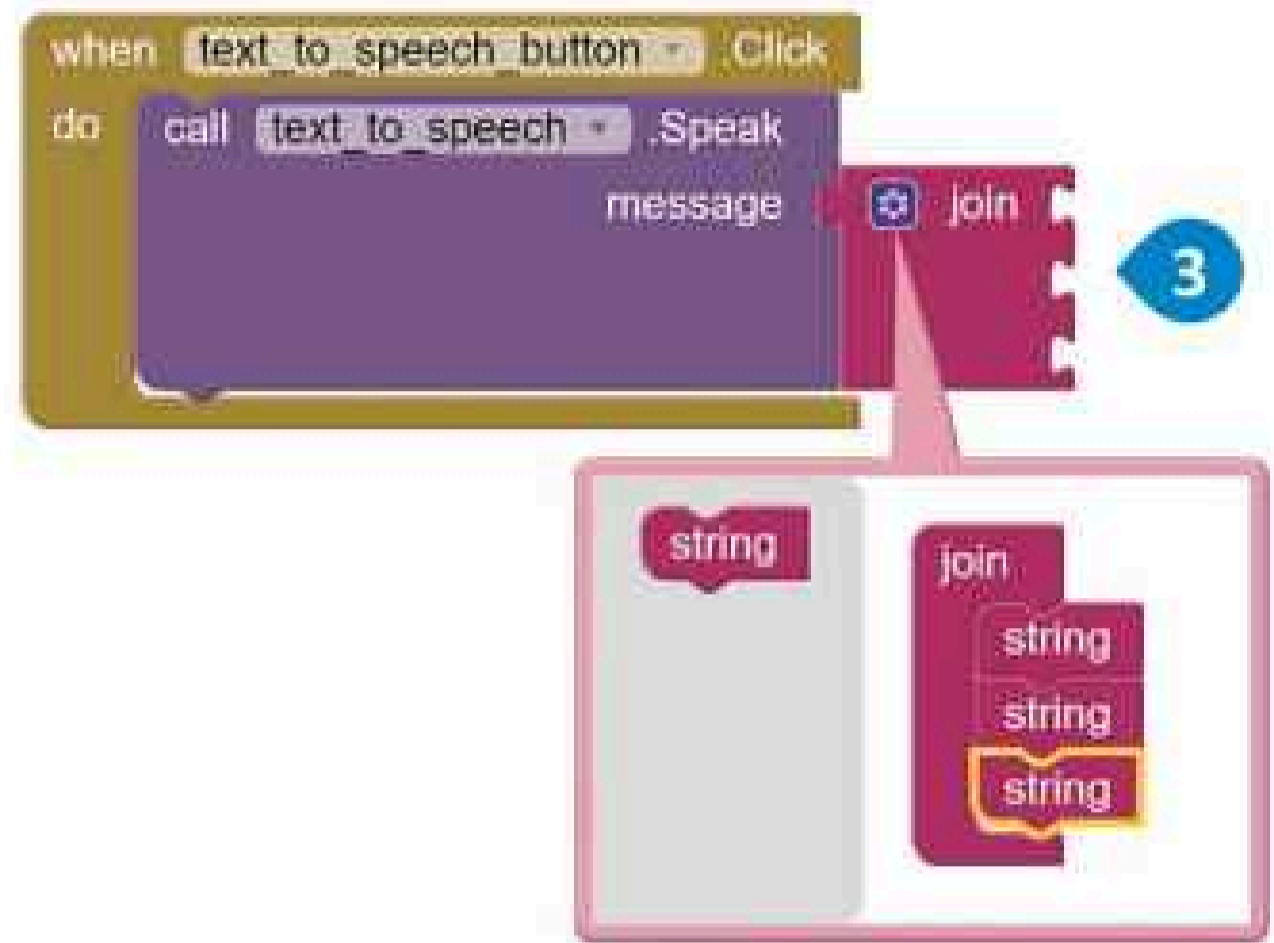 when text_to_speech_button .Click
do call text_to_speech .Speak
message join
3
string
join
string
string
string